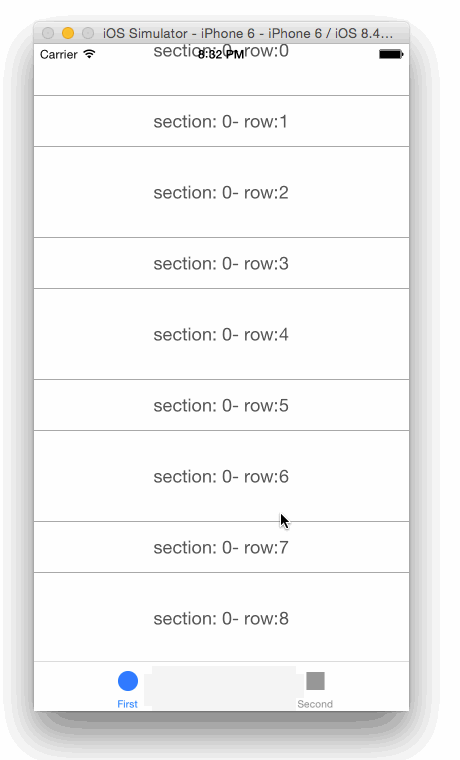 iOS Simulator - iPhone 6 - iPhone 6 / iOS 8.4...
section: 0- row:0
Carrier 8:32 PM
section: 0- row:1
section: 0- row:2
section: 0- row:3
section: 0- row:4
section: 0- row:5
section: 0- row:6
section: 0- row:7
section: 0- row:8
First Second